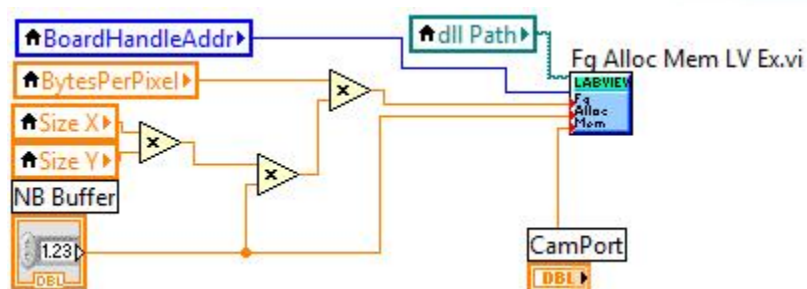 BoardHandleAddr
dll Path
Fg Alloc Mem LV Ex.vi
BytesPerPixel
LABVIEW
Fg
Alloc
Mem
Size X
Size Y
NB Buffer
1.23
DBL
CamPort
DBL